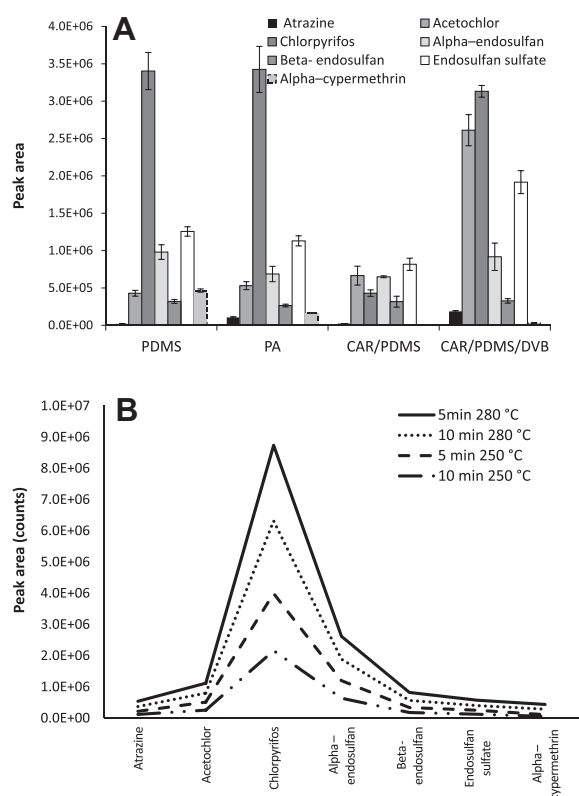 A
Atrazine
Acetochlor
Chlorpyrifos
Alpha–endosulfan
Beta- endosulfan
Endosulfan sulfate
Alpha–cypermethrin
4.0E+06
3.5E+06
3.0E+06
2.5E+06
2.0E+06
1.5E+06
1.0E+06
5.0E+05
0.0E+00
Peak area
PDMS
PA
CAR/PDMS
CAR/PDMS/DVB
B
5min 280 °C
10 min 280 °C
5 min 250 °C
10 min 250 °C
1.0E+07
9.0E+06
8.0E+06
7.0E+06
6.0E+06
5.0E+06
4.0E+06
3.0E+06
2.0E+06
1.0E+06
0.0E+00
Peak area (counts)
Atrazine
Acetochlor
Chlorpyrifos
Alpha–
endosulfan
Beta-
endosulfan
Endosulfan
sulfate
Alpha–
cypermethrin